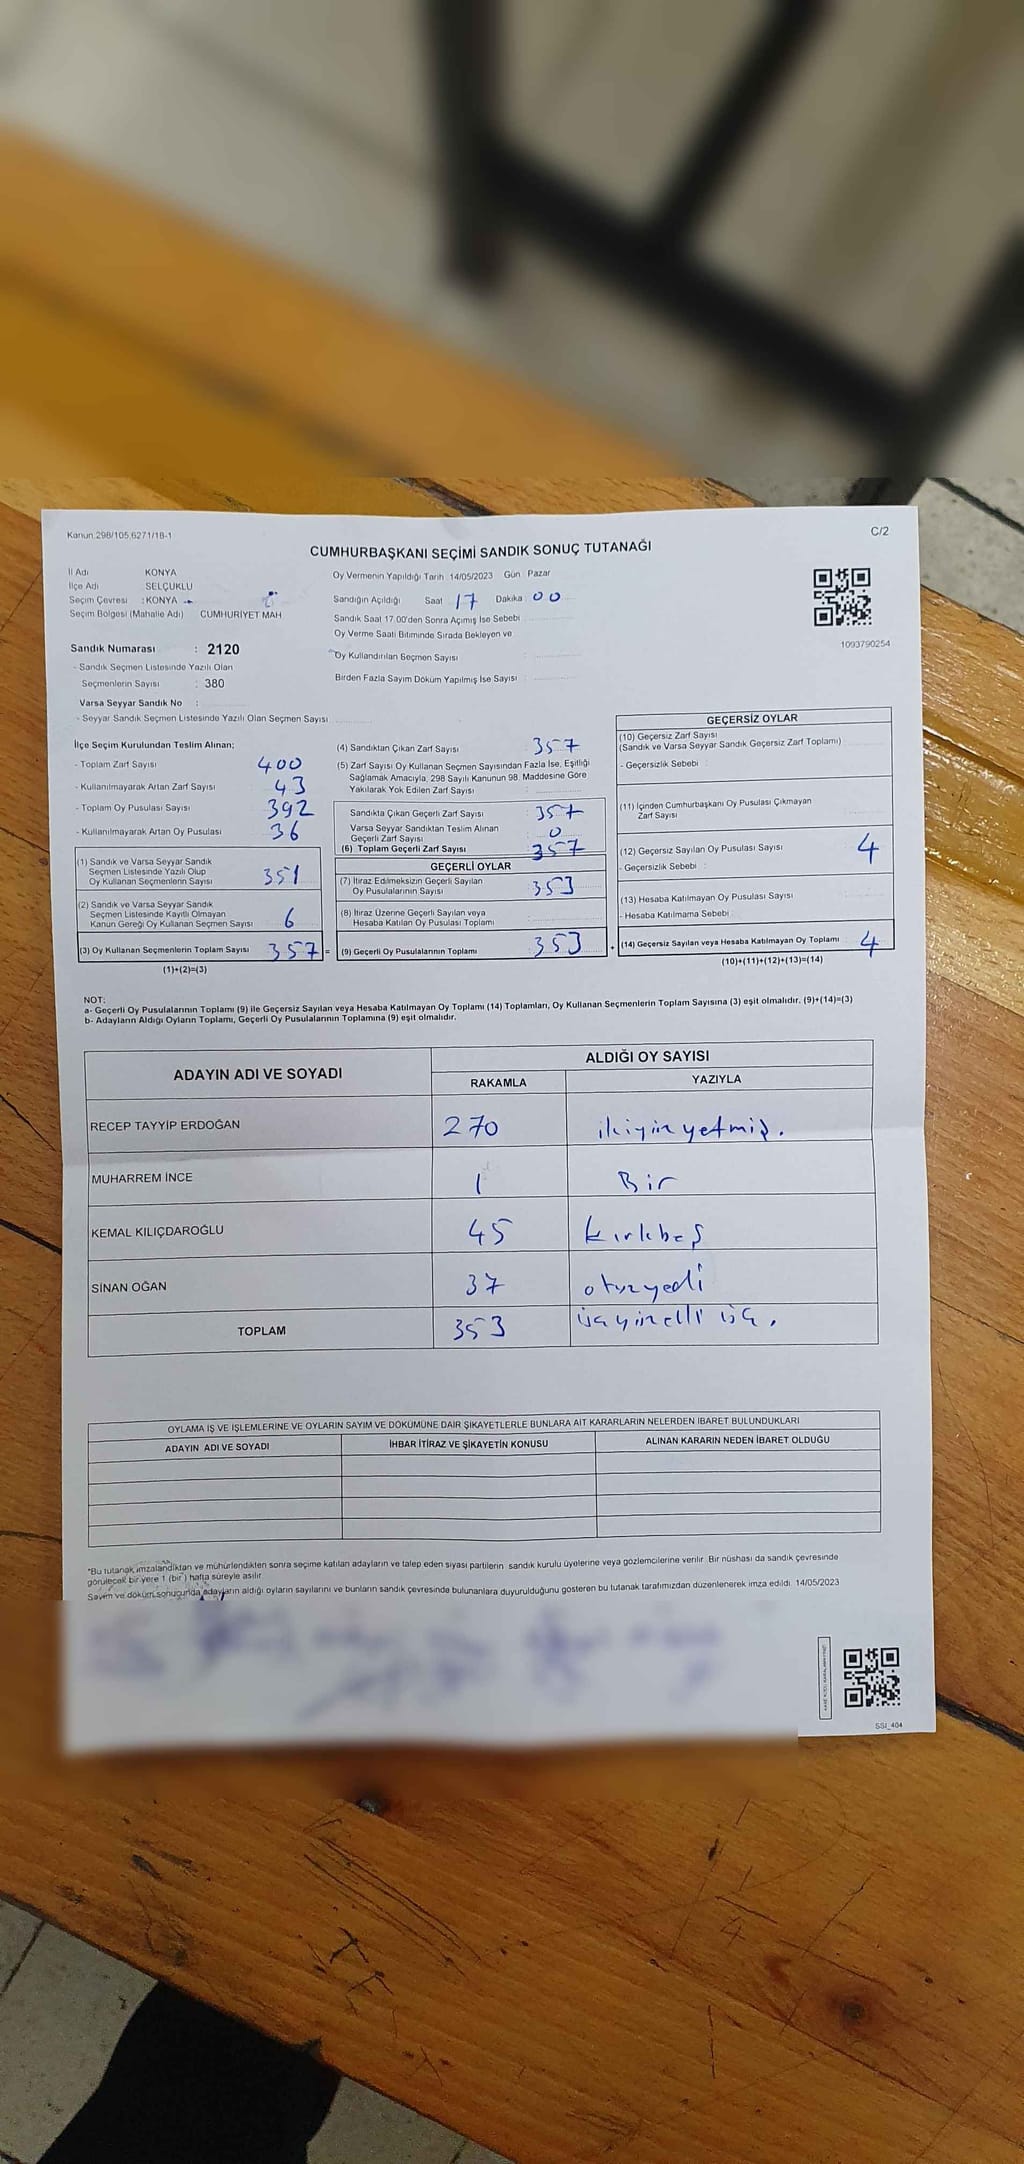 Kanun.298/105,6271/18-1
C/2
CUMHURBAŞKANI SEÇİMİ SANDIK SONUÇ TUTANAĞI
İl Adı KONYA
İlçe Adı SELÇUKLU
Seçim Çevresi : KONYA
Seçim Bölgesi (Mahalle Adı) CUMHURİYET MAH
Sandık Numarası : 2120
- Sandık Seçmen Listesinde Yazılı Olan
Seçmenlerin Sayısı : 380
Varsa Seyyar Sandık No :
- Seyyar Sandık Seçmen Listesinde Yazılı Olan Seçmen Sayısı
Oy Vermenin Yapıldığı Tarih 14/05/2023 Gün Pazar
Sandığın Açıldığı Saat 17 Dakika 00
Sandık Saat 17.00'den Sonra Açımış İse Sebebi
Oy Verme Saati Bitiminde Sırada Bekleyen ve
Oy Kullandırılan Seçmen Sayısı :
Birden Fazla Sayım Döküm Yapılmış İse Sayısı :
1093790254
İlçe Seçim Kurulundan Teslim Alınan;
- Toplam Zarf Sayısı 400
- Kullanılmayarak Artan Zarf Sayısı 43
- Toplam Oy Pusulası Sayısı 392
- Kullanılmayarak Artan Oy Pusulası 36
(1) Sandık ve Varsa Seyyar Sandık
Seçmen Listesinde Yazılı Olup
Oy Kullanan Seçmenlerin Sayısı 351
(2) Sandık ve Varsa Seyyar Sandık
Seçmen Listesinde Kayıtlı Olmayan
Kanun Gereği Oy Kullanan Seçmen Sayısı 6
(3) Oy Kullanan Seçmenlerin Toplam Sayısı 357 =
(1)+(2)=(3)
(4) Sandıktan Çıkan Zarf Sayısı : 357
(5) Zarf Sayısı Oy Kullanan Seçmen Sayısından Fazla İse, Eşitliği
Sağlamak Amacıyla, 298 Sayılı Kanunun 98. Maddesine Göre
Yakılarak Yok Edilen Zarf Sayısı :
Sandıkta Çıkan Geçerli Zarf Sayısı : 357
Varsa Seyyar Sandıktan Teslim Alınan
Geçerli Zarf Sayısı : 0
(6) Toplam Geçerli Zarf Sayısı : 357
GEÇERLİ OYLAR
(7) İtiraz Edilmeksizin Geçerli Sayılan
Oy Pusulalarının Sayısı : 353
(8) İtiraz Üzerine Geçerli Sayılan veya
Hesaba Katılan Oy Pusulası Toplamı :
(9) Geçerli Oy Pusulalarının Toplamı : 353 +
GEÇERSİZ OYLAR
(10) Geçersiz Zarf Sayısı
(Sandık ve Varsa Seyyar Sandık Geçersiz Zarf Toplamı)
- Geçersizlik Sebebi :
(11) İçinden Cumhurbaşkanı Oy Pusulası Çıkmayan
Zarf Sayısı
(12) Geçersiz Sayılan Oy Pusulası Sayısı 4
- Geçersizlik Sebebi :
(13) Hesaba Katılmayan Oy Pusulası Sayısı
- Hesaba Katılmama Sebebi :
(14) Geçersiz Sayılan veya Hesaba Katılmayan Oy Toplamı 4
(10)+(11)+(12)+(13)=(14)
NOT:
a- Geçerli Oy Pusulalarının Toplamı (9) ile Geçersiz Sayılan veya Hesaba Katılmayan Oy Toplamı (14) Toplamları, Oy Kullanan Seçmenlerin Toplam Sayısına (3) eşit olmalıdır. (9)+(14)=(3)
b- Adayların Aldığı Oyların Toplamı, Geçerli Oy Pusulalarının Toplamına (9) eşit olmalıdır.
ADAYIN ADI VE SOYADI
ALDIĞI OY SAYISI
RAKAMLA YAZIYLA
RECEP TAYYİP ERDOĞAN 270 ikiyüzyetmiş.
MUHARREM İNCE 1 Bir
KEMAL KILIÇDAROĞLU 45 kırkbeş
SİNAN OĞAN 37 otuzyedi
TOPLAM 353 üçyüzelli üç.
OYLAMA İŞ VE İŞLEMLERİNE VE OYLARIN SAYIM VE DÖKÜMÜNE DAİR ŞİKAYETLERLE BUNLARA AİT KARARLARIN NELERDEN İBARET BULUNDUKLARI
ADAYIN ADI VE SOYADI İHBAR İTİRAZ VE ŞİKAYETİN KONUSU ALINAN KARARIN NEDEN İBARET OLDUĞU
"Bu tutanak imzalandıktan ve mühürlendikten sonra seçime katılan adayların ve talep eden siyasi partilerin sandık kurulu üyelerine veya gözlemcilerine verilir. Bir nüshası da sandık çevresinde
görülecek bir yere 1 (bir) hafta süreyle asılır.
Sayım ve döküm sonucunda adayların aldığı oyların sayılarını ve bunların sandık çevresinde bulunanlara duyurulduğunu gösteren bu tutanak tarafımızdan düzenlenerek imza edildi. 14/05/2023
SSI_404